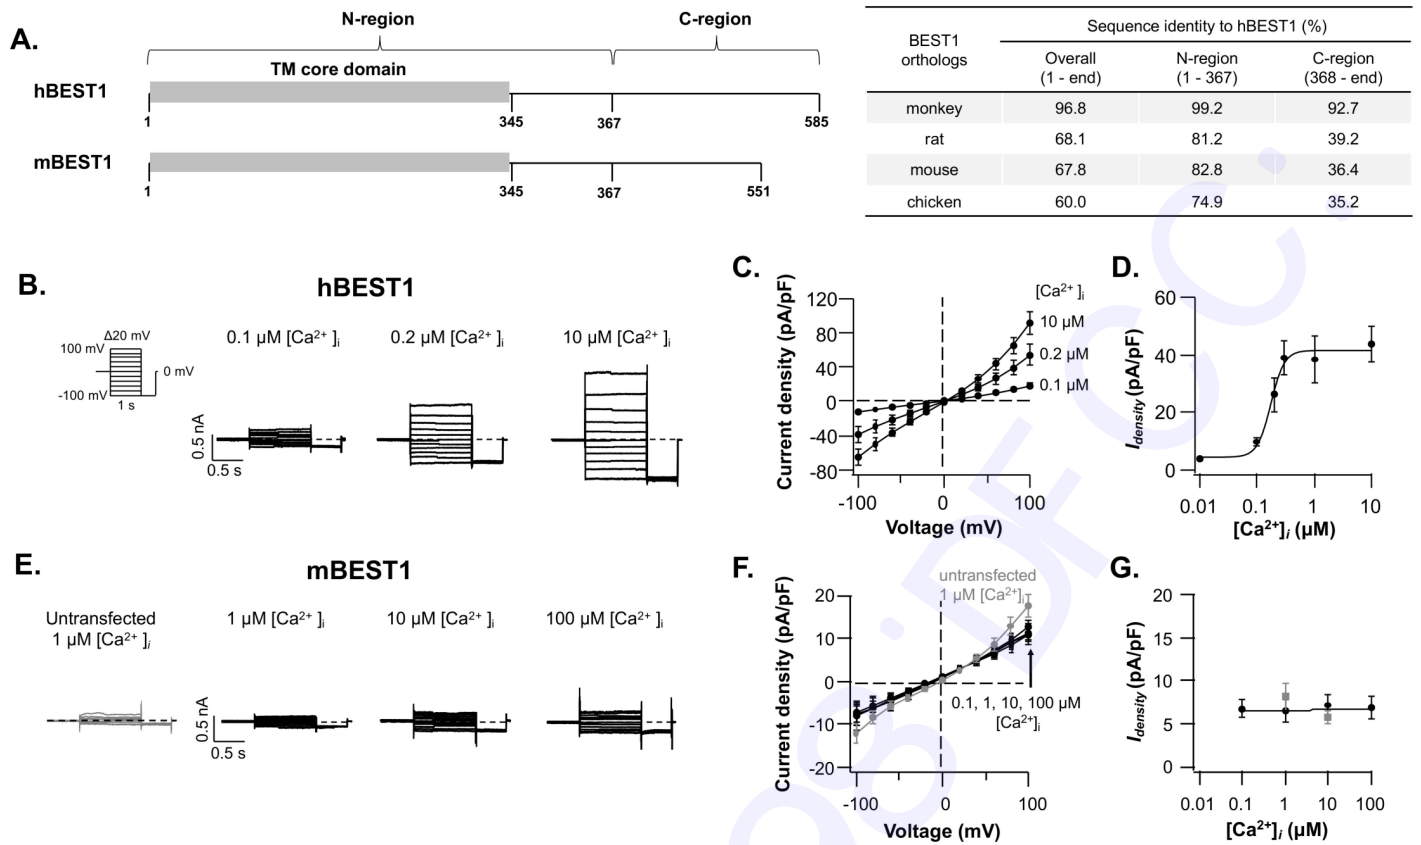 A.
N-region
C-region
TM core domain
hBEST1
1
345
367
585
mBEST1
1
345
367
551
BEST1 orthologs
Sequence identity to hBEST1 (%)
Overall (1 - end)
N-region (1 - 367)
C-region (368 - end)
monkey 96.8 99.2 92.7
rat 68.1 81.2 39.2
mouse 67.8 82.8 36.4
chicken 60.0 74.9 35.2
B.
hBEST1
Δ20 mV
100 mV
0 mV
-100 mV
1 s
0.1 µM [Ca2+ ]i
0.2 µM [Ca2+ ]i
10 µM [Ca2+ ]i
0.5 nA
0.5 s
C.
Current density (pA/pF)
120
80
40
0
-40
-80
-100 0 100
Voltage (mV)
[Ca2+ ]i
10 µM
0.2 µM
0.1 µM
D.
Idensity (pA/pF)
60
40
20
0
0.01 0.1 1 10
[Ca2+]i (µM)
E.
mBEST1
Untransfected
1 µM [Ca2+ ]i
1 µM [Ca2+ ]i
10 µM [Ca2+ ]i
100 µM [Ca2+ ]i
0.5 nA
0.5 s
F.
Current density (pA/pF)
20
10
0
-10
-20
-100 0 100
Voltage (mV)
untransfected
1 µM [Ca2+]i
0.1, 1, 10, 100 µM
[Ca2+]i
G.
Idensity (pA/pF)
20
15
10
5
0
0.01 0.1 1 10 100
[Ca2+]i (µM)